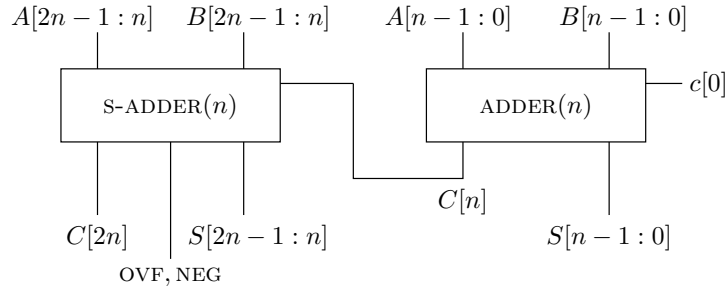 A[2n − 1 : n] B[2n − 1 : n] A[n − 1 : 0] B[n − 1 : 0]
S-ADDER(n) ADDER(n) c[0]
C[n]
C[2n] S[2n − 1 : n] S[n − 1 : 0]
OVF, NEG